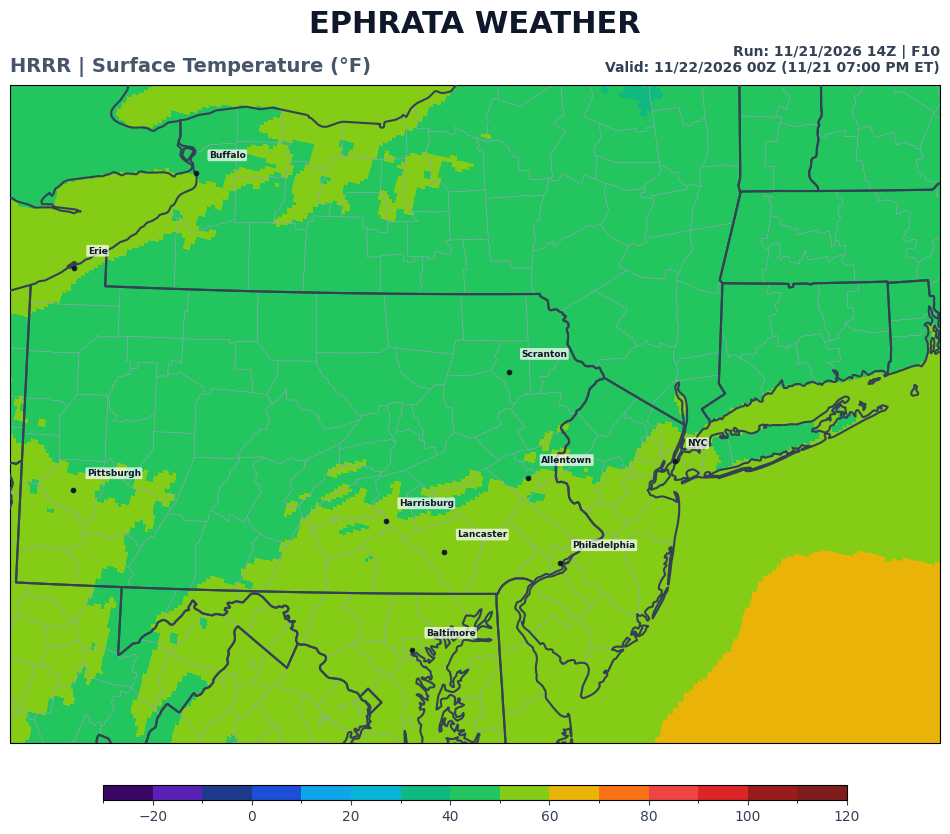 EPHRATA WEATHER
HRRR | Surface Temperature (°F)
Run: 11/21/2026 14Z | F10
Valid: 11/22/2026 00Z (11/21 07:00 PM ET)
Buffalo
Erie
Scranton
NYC
Allentown
Pittsburgh
Harrisburg
Lancaster
Philadelphia
Baltimore
−20 0 20 40 60 80 100 120